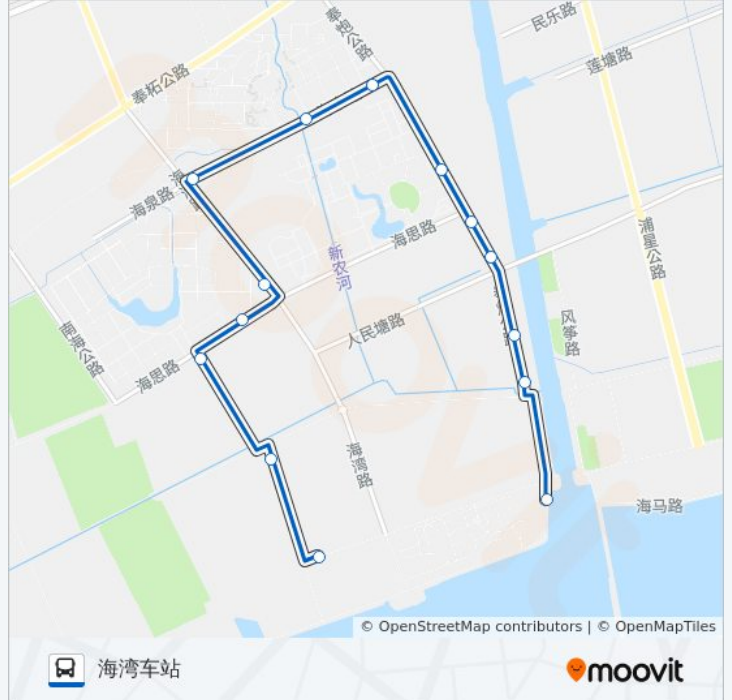 民乐路
奉炮公路
莲塘路
奉柘公路
海泉路
海思路
浦星公路
新农河
风筝路
人民塘路
南海公路
海思路
海湾路
海马路
© OpenStreetMap contributors | © OpenMapTiles
海湾车站
moovit